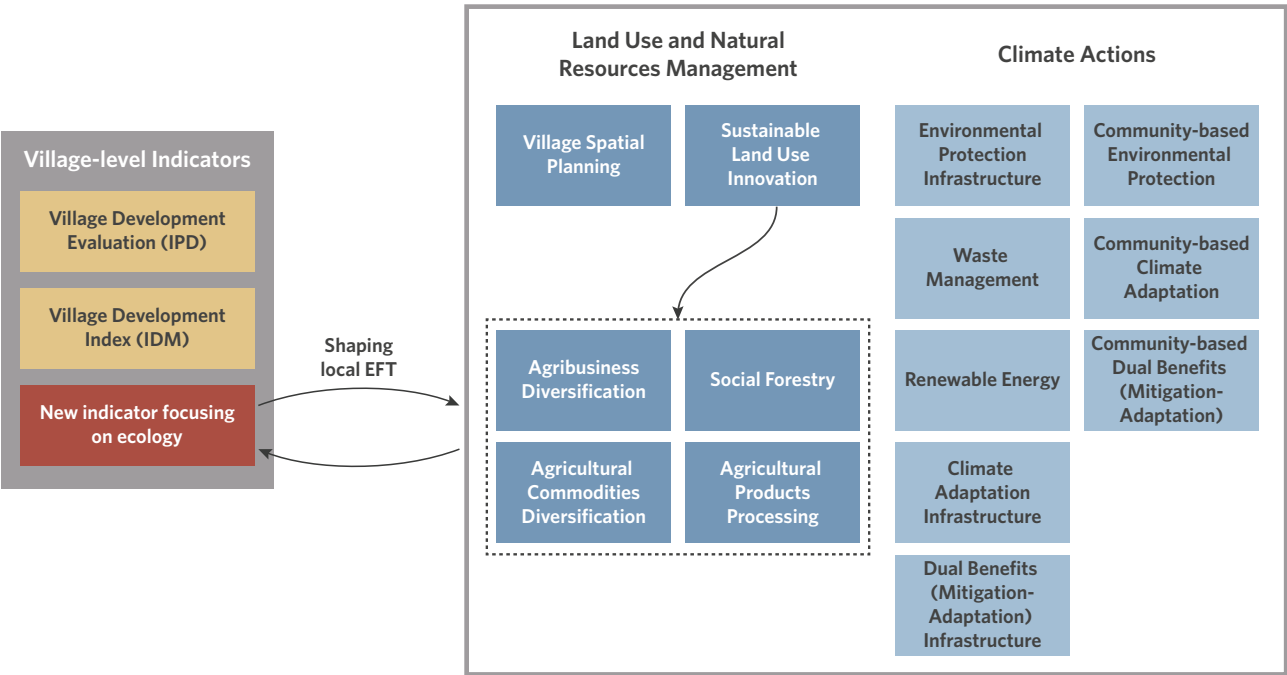 Village-level Indicators
Village Development
Evaluation (IPD)
Village Development
Index (IDM)
New indicator focusing
on ecology
Shaping
local EFT
Land Use and Natural
Resources Management
Village Spatial
Planning
Sustainable
Land Use
Innovation
Agribusiness
Diversification
Social Forestry
Agricultural
Commodities
Diversification
Agricultural
Products
Processing
Climate Actions
Environmental
Protection
Infrastructure
Community-based
Environmental
Protection
Waste
Management
Community-based
Climate
Adaptation
Renewable Energy
Community-based
Dual Benefits
(Mitigation-
Adaptation)
Climate
Adaptation
Infrastructure
Dual Benefits
(Mitigation-
Adaptation)
Infrastructure